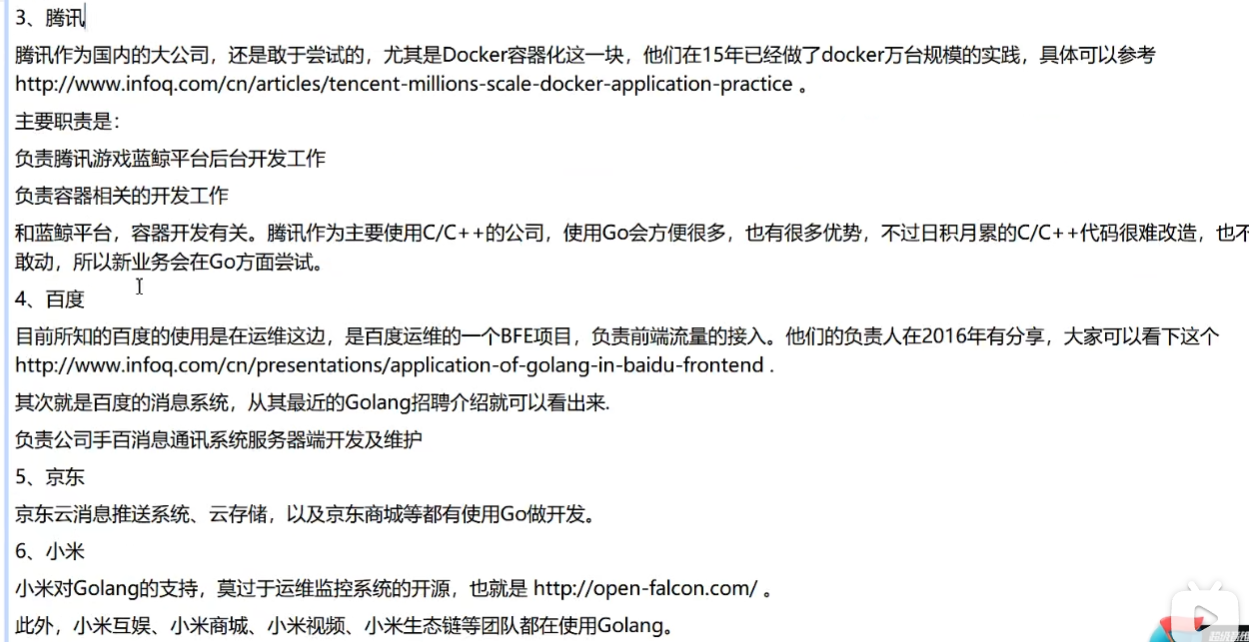 3、腾讯
腾讯作为国内的大公司，还是敢于尝试的，尤其是Docker容器化这一块，他们在15年已经做了docker万台规模的实践，具体可以参考
http://www.infoq.com/cn/articles/tencent-millions-scale-docker-application-practice 。
主要职责是：
负责腾讯游戏蓝鲸平台后台开发工作
负责容器相关的开发工作
和蓝鲸平台，容器开发有关。腾讯作为主要使用C/C++的公司，使用Go会方便很多，也有很多优势，不过日积月累的C/C++代码很难改造，也不
敢动，所以新业务会在Go方面尝试。
4、百度
目前所知的百度的使用是在运维这边，是百度运维的一个BFE项目，负责前端流量的接入。他们的负责人在2016年有分享，大家可以看下这个
http://www.infoq.com/cn/presentations/application-of-golang-in-baidu-frontend .
其次就是百度的消息系统，从其最近的Golang招聘介绍就可以看出来.
负责公司手百消息通讯系统服务器端开发及维护
5、京东
京东云消息推送系统、云存储，以及京东商城等都有使用Go做开发。
6、小米
小米对Golang的支持，莫过于运维监控系统的开源，也就是 http://open-falcon.com/ 。
此外，小米互娱、小米商城、小米视频、小米生态链等团队都在使用Golang。